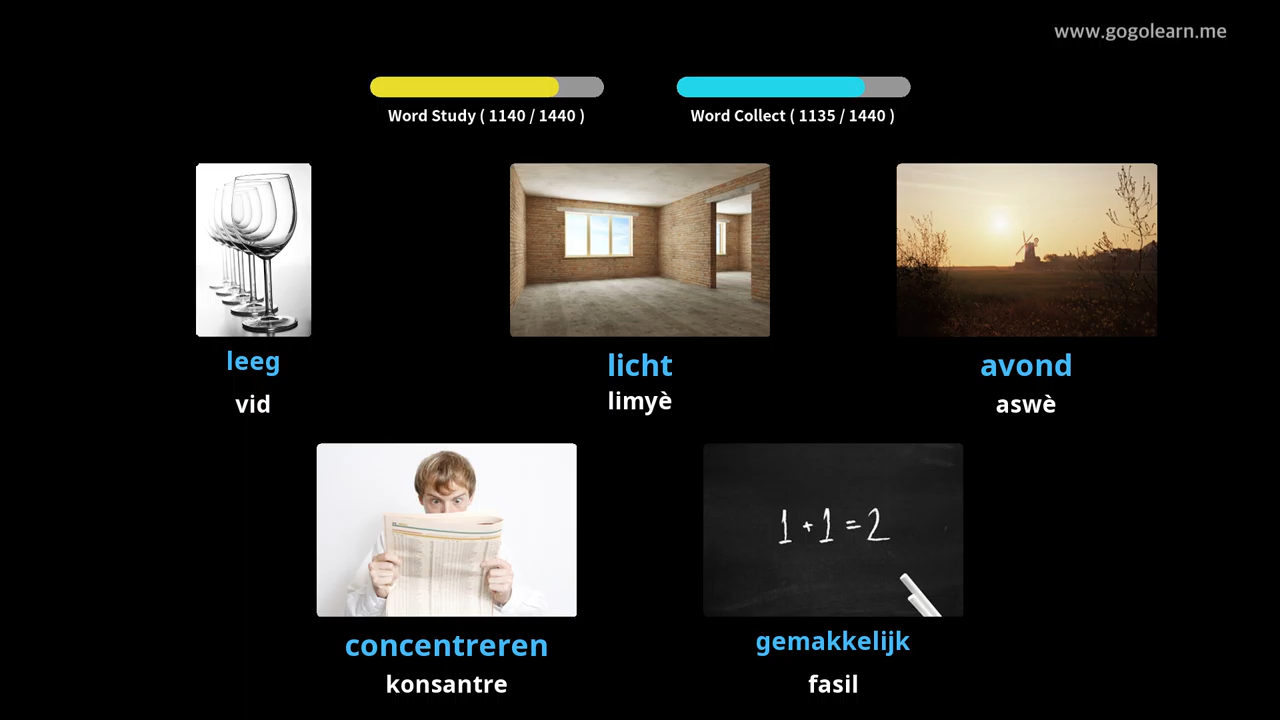 www.gogolearn.me
Word Study ( 1140 / 1440 )
Word Collect ( 1135 / 1440 )
leeg
vid
licht
limyè
avond
aswè
1 + 1 = 2
concentreren
konsantre
gemakkelijk
fasil